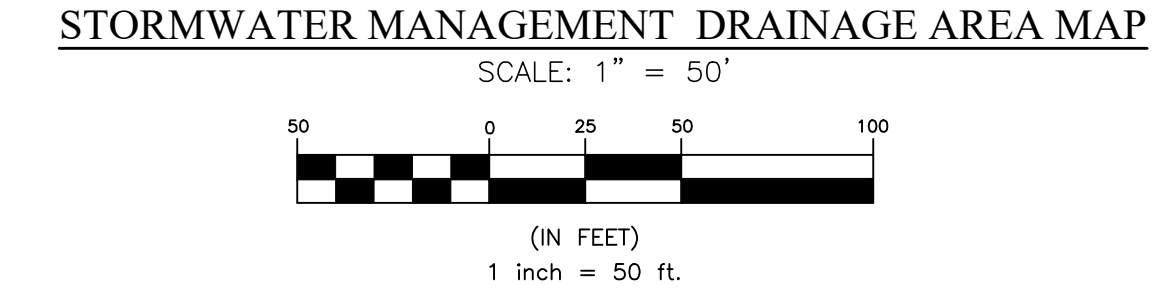 STORMWATER MANAGEMENT DRAINAGE AREA MAP
SCALE: 1” = 50’
50 0 25 50 100
(IN FEET)
1 inch = 50 ft.